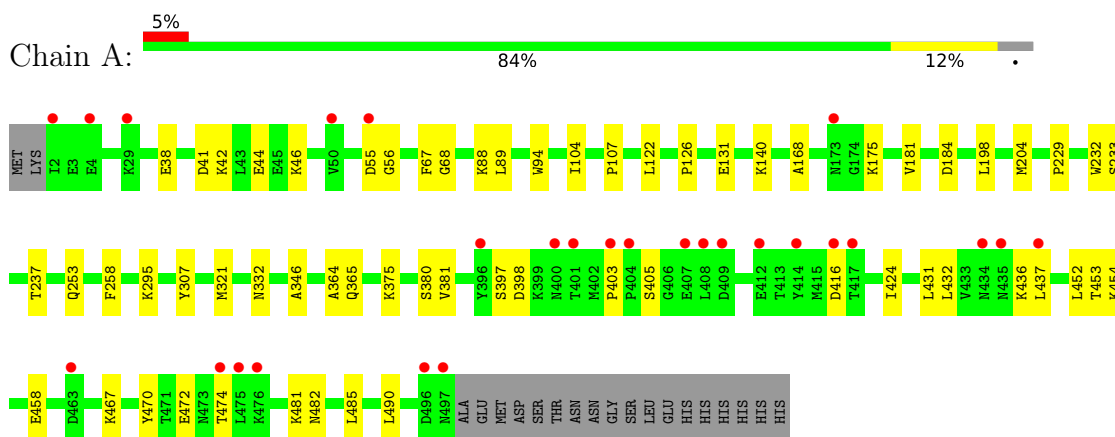 5%
Chain A:
84% 12% •
MET LYS I2 E3 E4 K29 E38 D41 K42 L43 E44 E45 K46 V50 D55 G56 F67 G68 K88 L89 W94 I104 P107 L122 P126 E131 K140 A168 N173 G174 K175 V181 D184 L198 M204 P229 W232 S233
T237 Q253 F258 K295 Y307 M321 N332 A346 A364 Q365 K375 S380 V381 Y396 S397 D398 K399 N400 T401 M402 P403 P404 S405 G406 E407 L408 D409 E412 T413 Y414 M415 D416 T417 I424 L431 L432 V433 N434 N435 K436 L437 L452 T453 K454
E458 D463 K467 Y470 T471 E472 N473 T474 L475 K476 K481 N482 L485 L490 D496 N497 ALA GLU MET ASP SER THR ASN ASN GLY SER LEU GLU HIS HIS HIS HIS HIS HIS